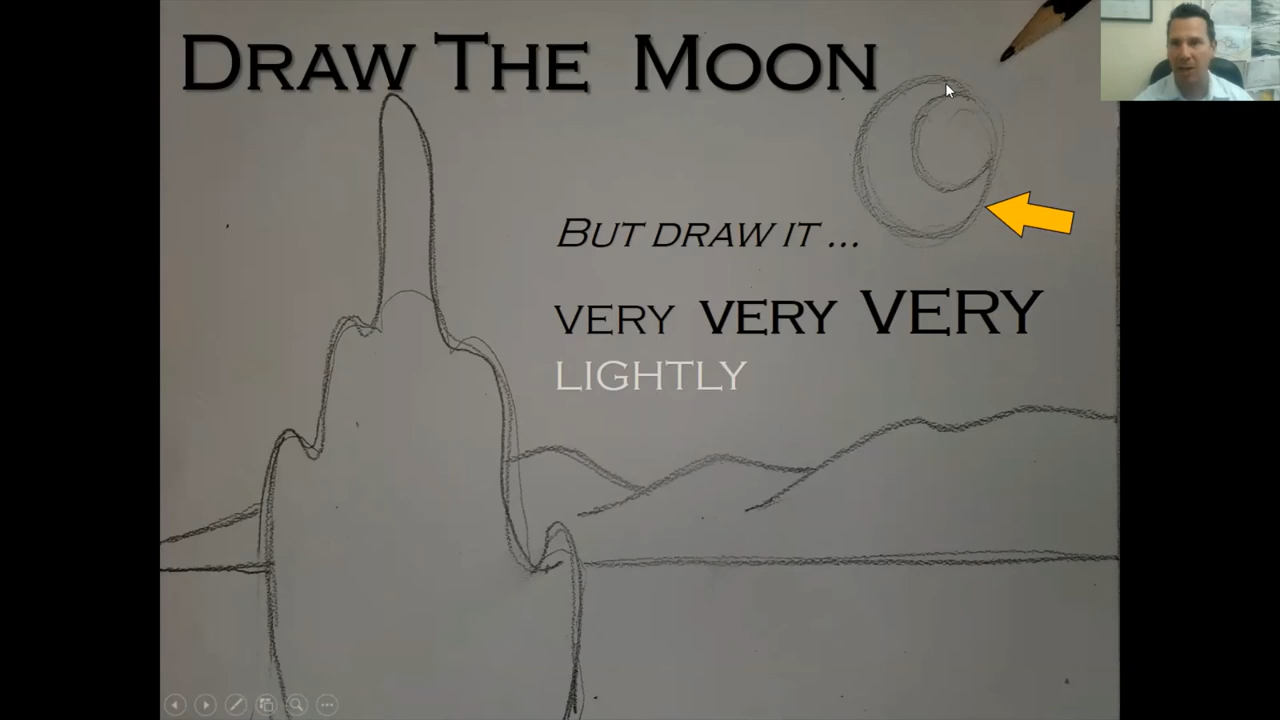 DRAW THE MOON
BUT DRAW IT ...
VERY VERY VERY
LIGHTLY